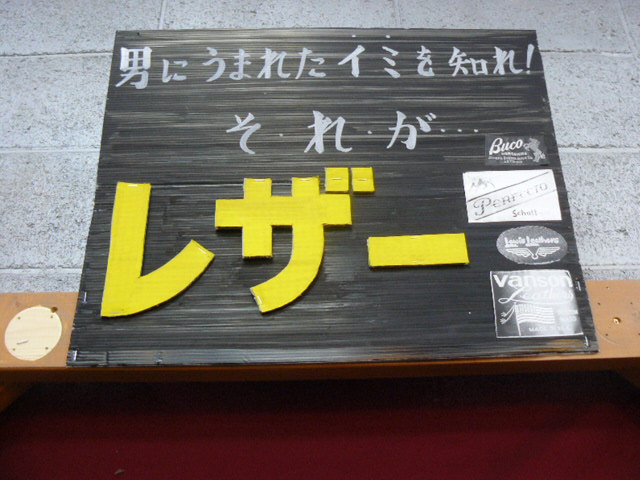 男にうまれたイミを知れ!
それが…
レザー
Buco
PERFECTO
Schott
Lewis Leathers
Vanson
Leathers